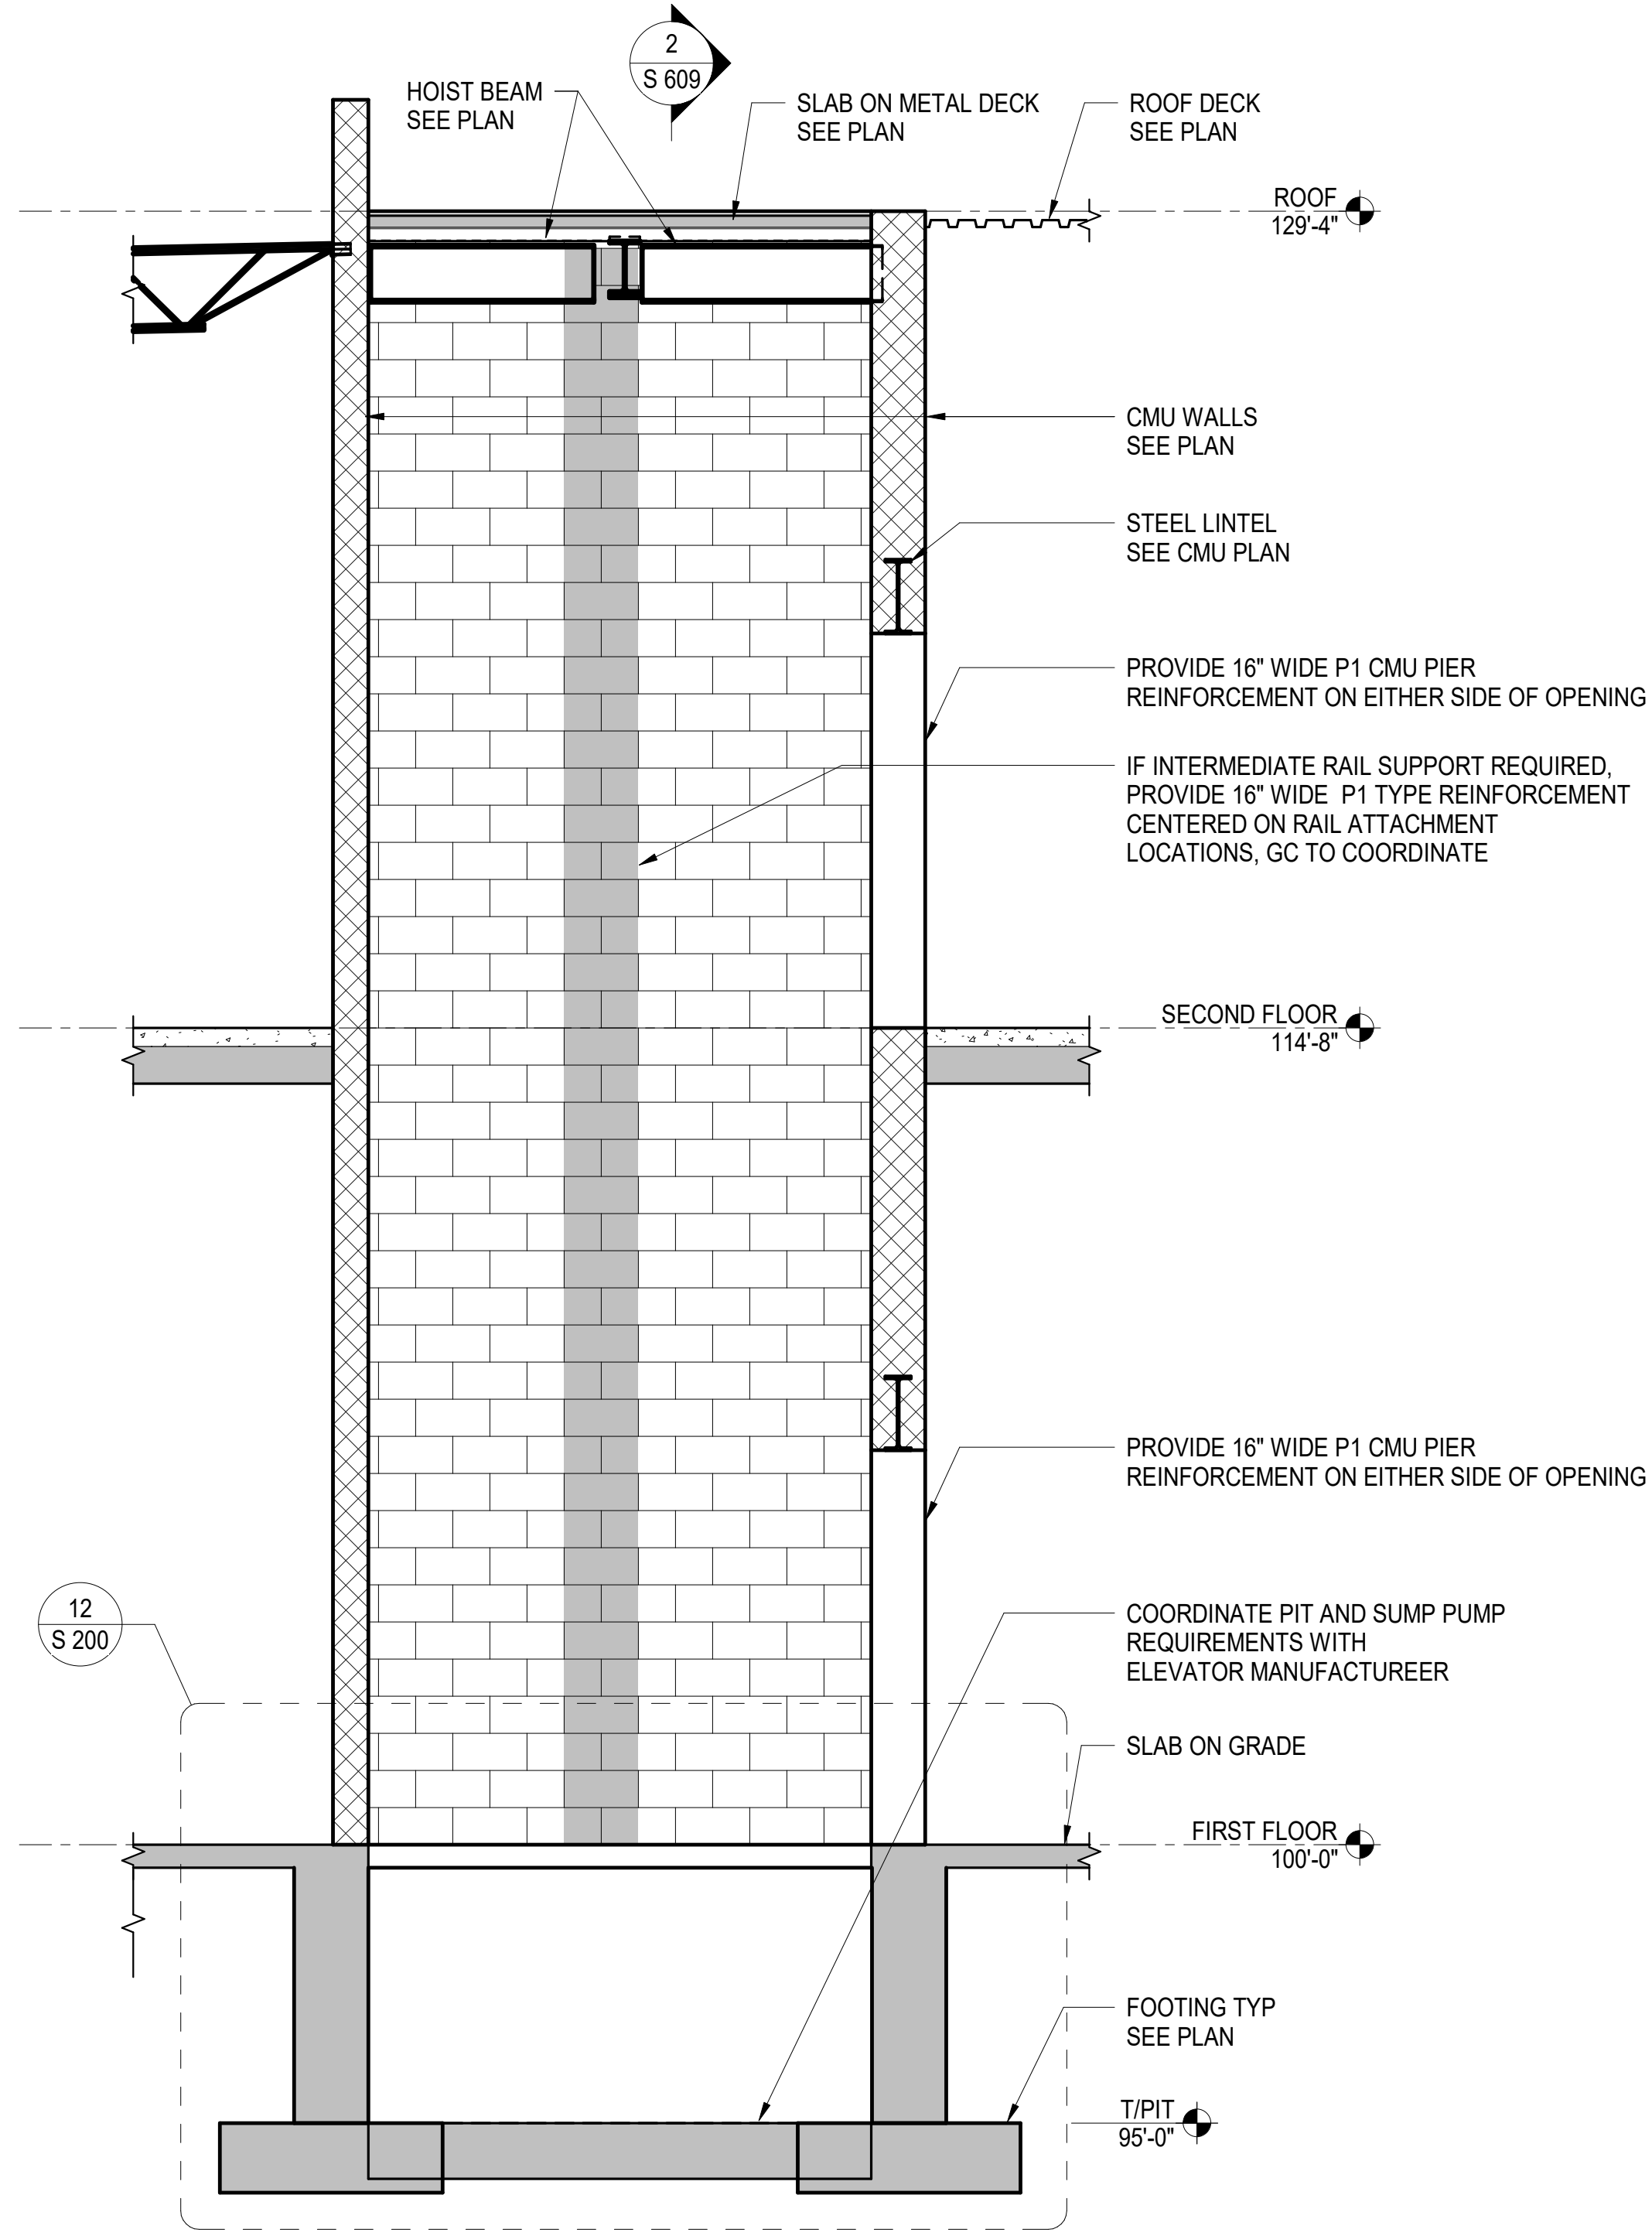 2
S 609
HOIST BEAM
SEE PLAN
SLAB ON METAL DECK
SEE PLAN
ROOF DECK
SEE PLAN
ROOF
129'-4"
CMU WALLS
SEE PLAN
STEEL LINTEL
SEE CMU PLAN
PROVIDE 16" WIDE P1 CMU PIER
REINFORCEMENT ON EITHER SIDE OF OPENING
IF INTERMEDIATE RAIL SUPPORT REQUIRED,
PROVIDE 16" WIDE  P1 TYPE REINFORCEMENT
CENTERED ON RAIL ATTACHMENT
LOCATIONS, GC TO COORDINATE
SECOND FLOOR
114'-8"
PROVIDE 16" WIDE P1 CMU PIER
REINFORCEMENT ON EITHER SIDE OF OPENING
12
S 200
COORDINATE PIT AND SUMP PUMP
REQUIREMENTS WITH
ELEVATOR MANUFACTUREER
SLAB ON GRADE
FIRST FLOOR
100'-0"
FOOTING TYP
SEE PLAN
T/PIT
95'-0"